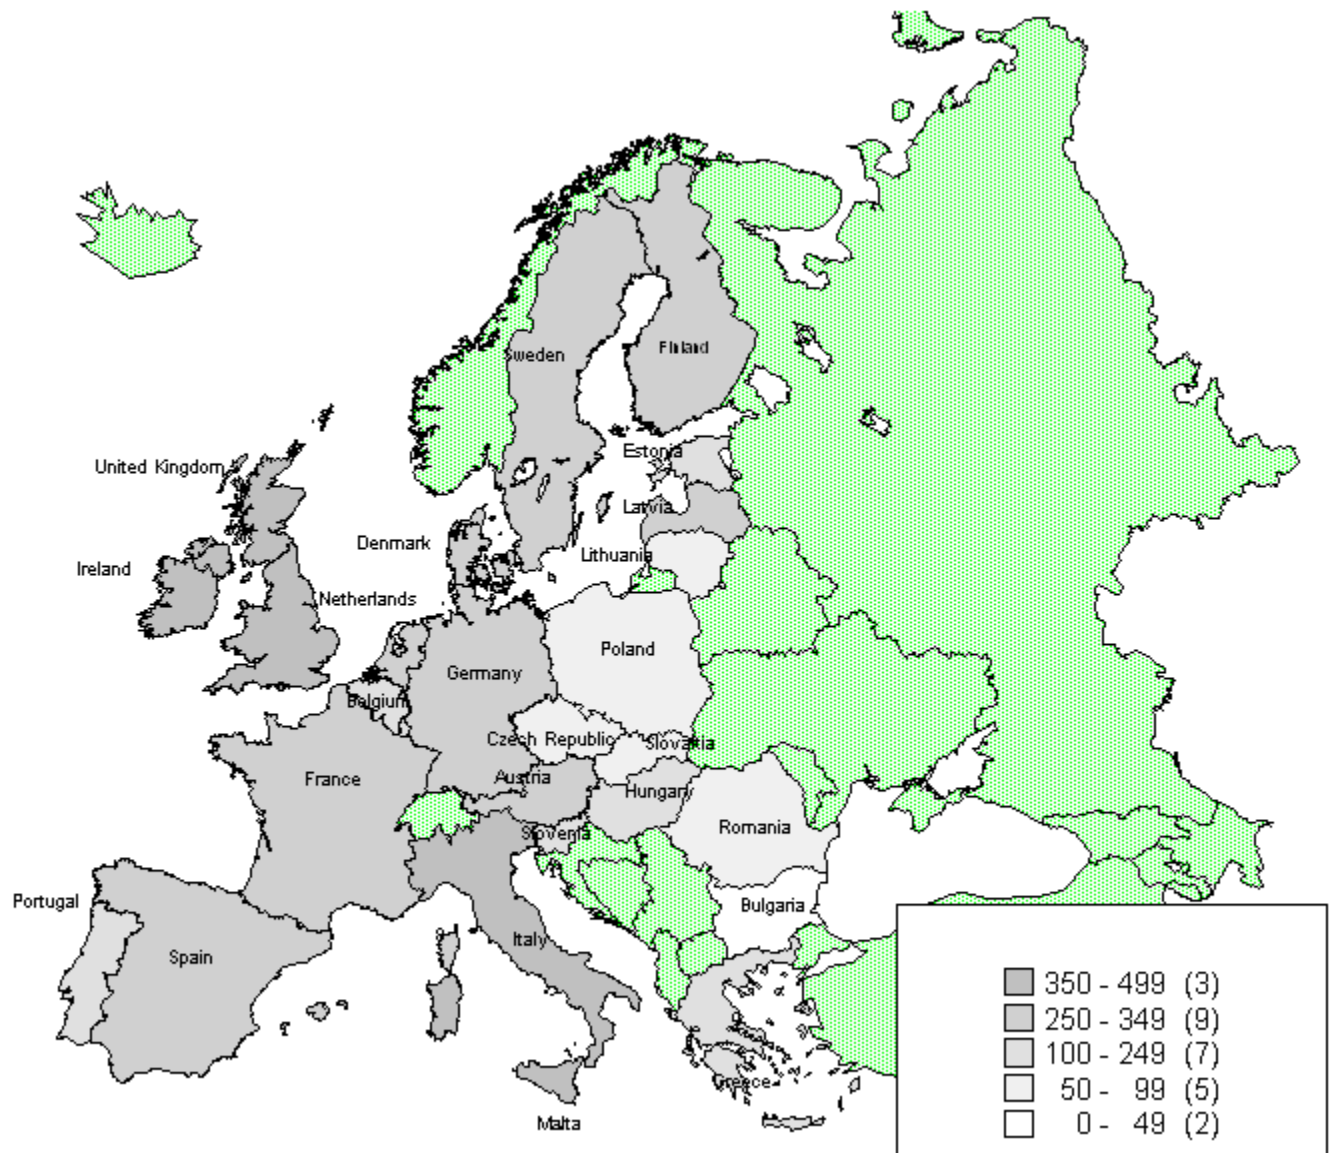 Sweden
Finland
Estonia
United Kingdom
Latvia
Denmark
Lithuania
Ireland
Netherlands
Poland
Germany
Belgium
Czech Republic
Slovakia
France
Austria
Hungary
Romania
Slovenia
Portugal
Bulgaria
Italy
Spain
Greece
Malta
350 - 499 (3)
250 - 349 (9)
100 - 249 (7)
50 - 99 (5)
0 - 49 (2)